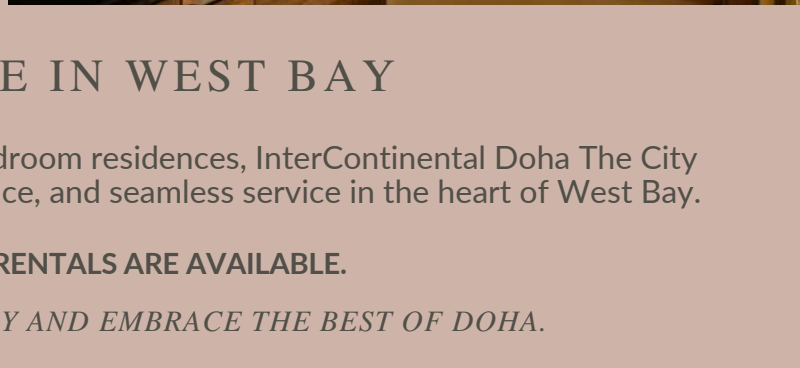 E IN WEST BAY
droom residences, InterContinental Doha The City
ce, and seamless service in the heart of West Bay.
RENTALS ARE AVAILABLE.
Y AND EMBRACE THE BEST OF DOHA.